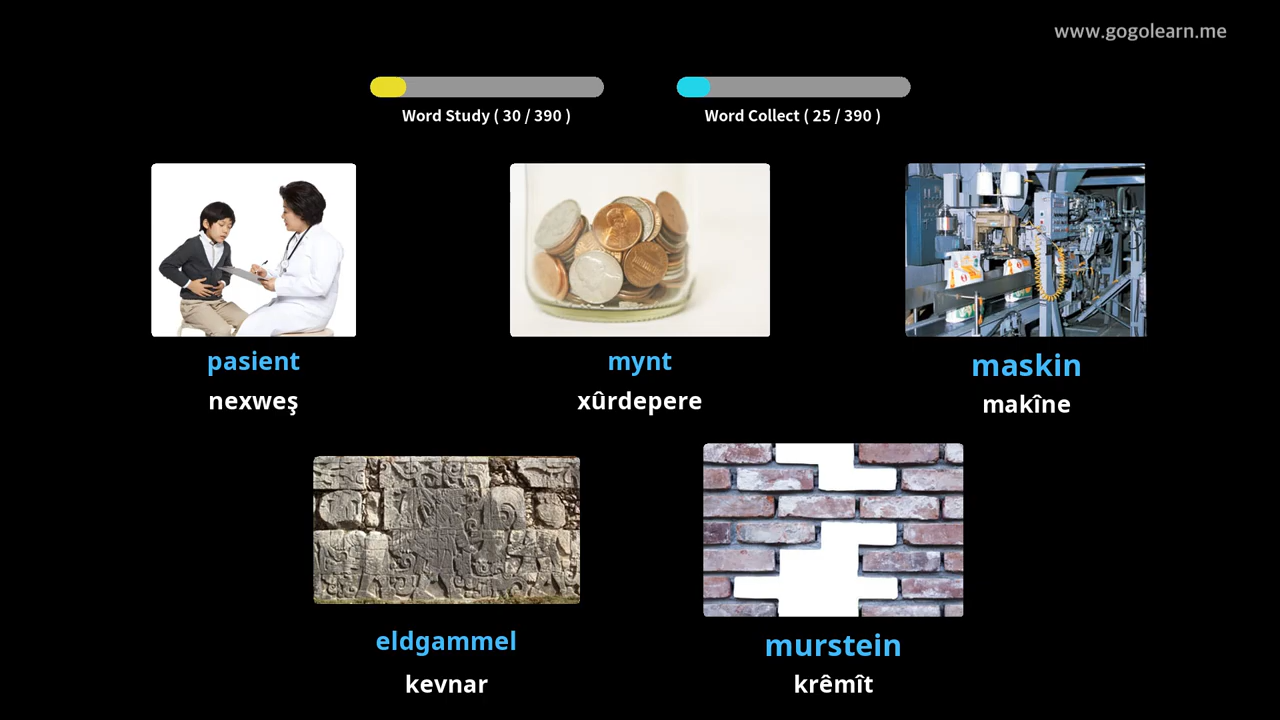 www.gogolearn.me
Word Study ( 30 / 390 )
Word Collect ( 25 / 390 )
pasient
nexweş
mynt
xûrdepere
maskin
makîne
eldgammel
kevnar
murstein
krêmît